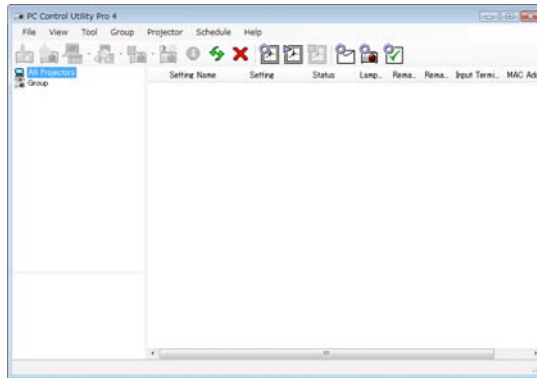 PC Control Utility Pro 4
File View Tool Group Projector Schedule Help
All Projectors
Group
Setting Name Setting Status Lamp... Rema... Rema... Input Termi... MAC Add